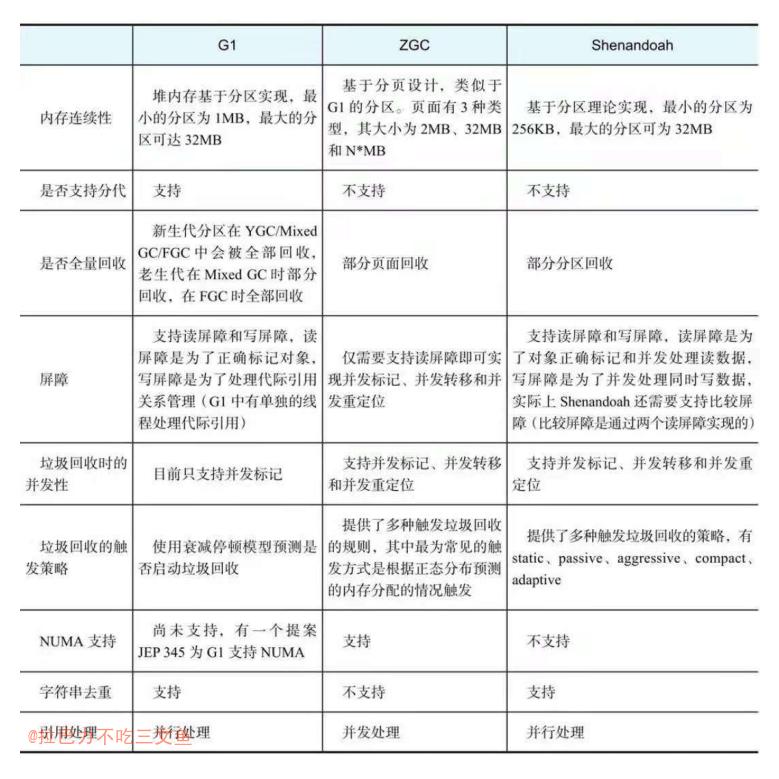 G1 ZGC Shenandoah
内存连续性
堆内存基于分区实现，最
小的分区为 1MB，最大的分
区可达 32MB
基于分页设计，类似于
G1 的分区。页面有 3 种类
型，其大小为 2MB、32MB
和 N*MB
基于分区理论实现，最小的分区为
256KB，最大的分区可为 32MB
是否支持分代
支持
不支持
不支持
是否全量回收
新生代分区在 YGC/Mixed
GC/FGC 中会被全部回收，
老生代在 Mixed GC 时部分
回收，在 FGC 时全部回收
部分页面回收
部分分区回收
屏障
支持读屏障和写屏障，读
屏障是为了正确标记对象，
写屏障是为了处理代际引用
关系管理（G1 中有单独的线
程处理代际引用）
仅需要支持读屏障即可实
现并发标记、并发转移和并
发重定位
支持读屏障和写屏障，读屏障是为
了对象正确标记和并发处理读数据，
写屏障是为了并发处理同时写数据，
实际上 Shenandoah 还需要支持比较屏
障（比较屏障是通过两个读屏障实现的）
垃圾回收时的
并发性
目前只支持并发标记
支持并发标记、并发转移
和并发重定位
支持并发标记、并发转移和并发重
定位
垃圾回收的触
发策略
使用衰减停顿模型预测是
否启动垃圾回收
提供了多种触发垃圾回收
的规则，其中最为常见的触
发方式是根据正态分布预测
的内存分配的情况触发
提供了多种触发垃圾回收的策略，有
static、passive、aggressive、compact、
adaptive
NUMA 支持
尚未支持，有一个提案
JEP 345 为 G1 支持 NUMA
支持
不支持
字符串去重
支持
不支持
支持
引用处理
并行处理
并发处理
并行处理
@拉巴力不吃三文鱼